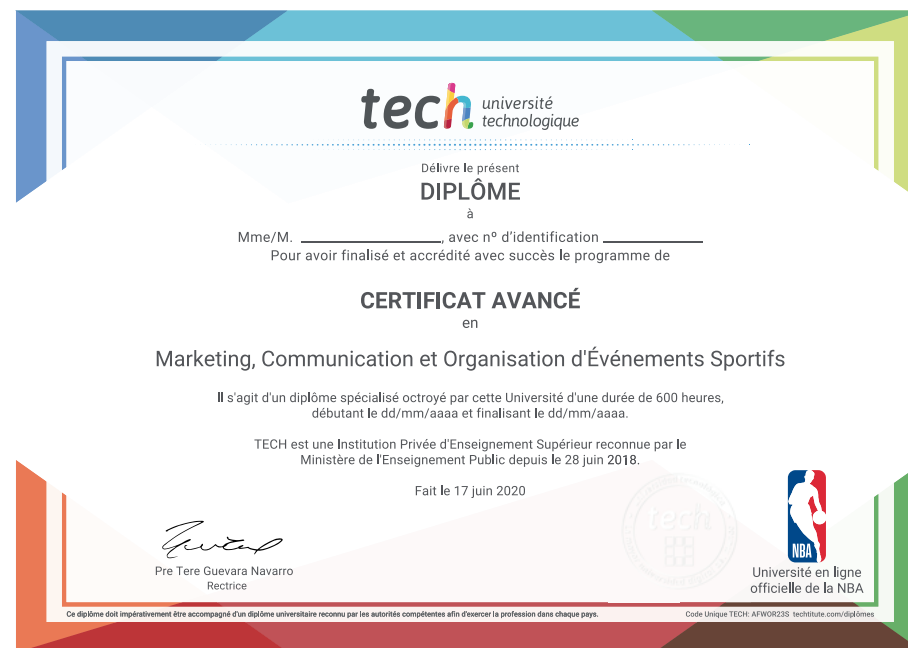 tech université
technologique
Délivre le présent
DIPLÔME
à
Mme/M. ____________________, avec nº d'identification ______________
Pour avoir finalisé et accrédité avec succès le programme de
CERTIFICAT AVANCÉ
en
Marketing, Communication et Organisation d'Événements Sportifs
Il s'agit d'un diplôme spécialisé octroyé par cette Université d'une durée de 600 heures,
débutant le dd/mm/aaaa et finalisant le dd/mm/aaaa.
TECH est une Institution Privée d'Enseignement Supérieur reconnue par le
Ministère de l'Enseignement Public depuis le 28 juin 2018.
Fait le 17 juin 2020
tech
NBA
Pre Tere Guevara Navarro
Rectrice
Université en ligne
officielle de la NBA
Ce diplôme doit impérativement être accompagné d'un diplôme universitaire reconnu par les autorités compétentes afin d'exercer la profession dans chaque pays.
Code Unique TECH: AFWOR23S techtitute.com/diplômes